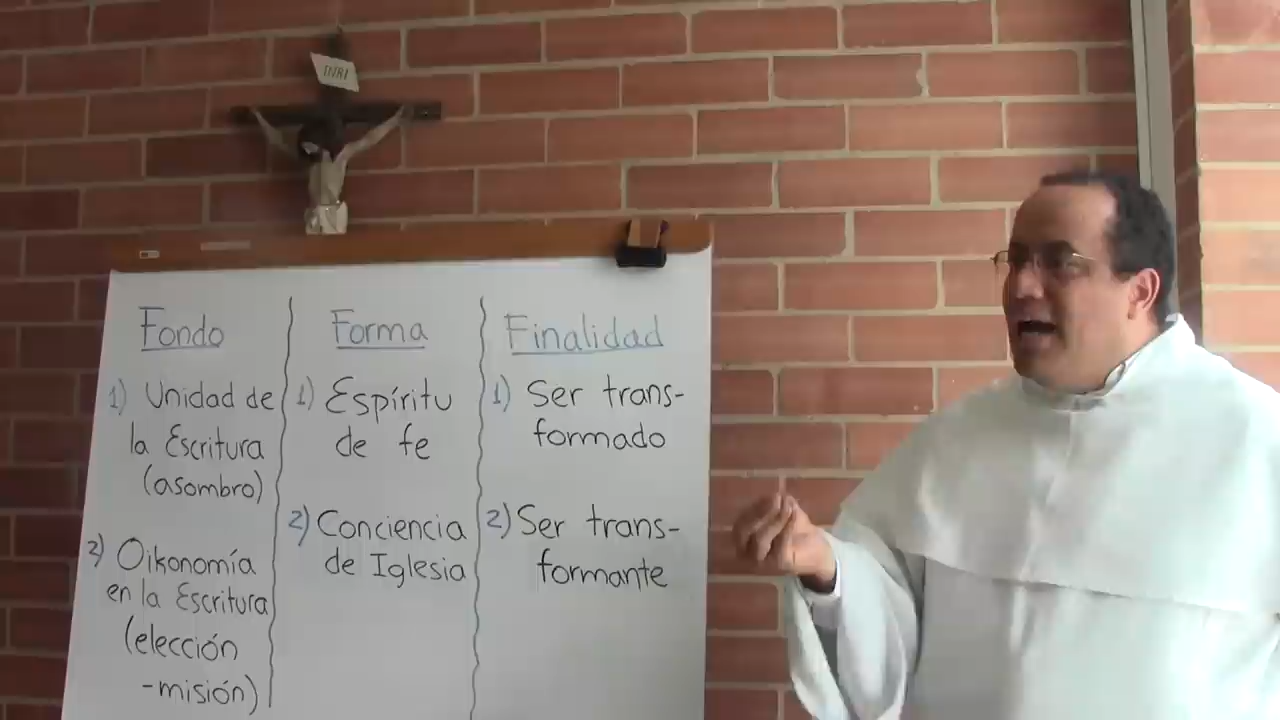 INRI
Fondo
1) Unidad de
la Escritura
(asombro)
2) Oikonomía
en la Escritura
(elección
-misión)
Forma
1) Espíritu
de fe
2) Conciencia
de Iglesia
Finalidad
1) Ser trans-
formado
2) Ser trans-
formante